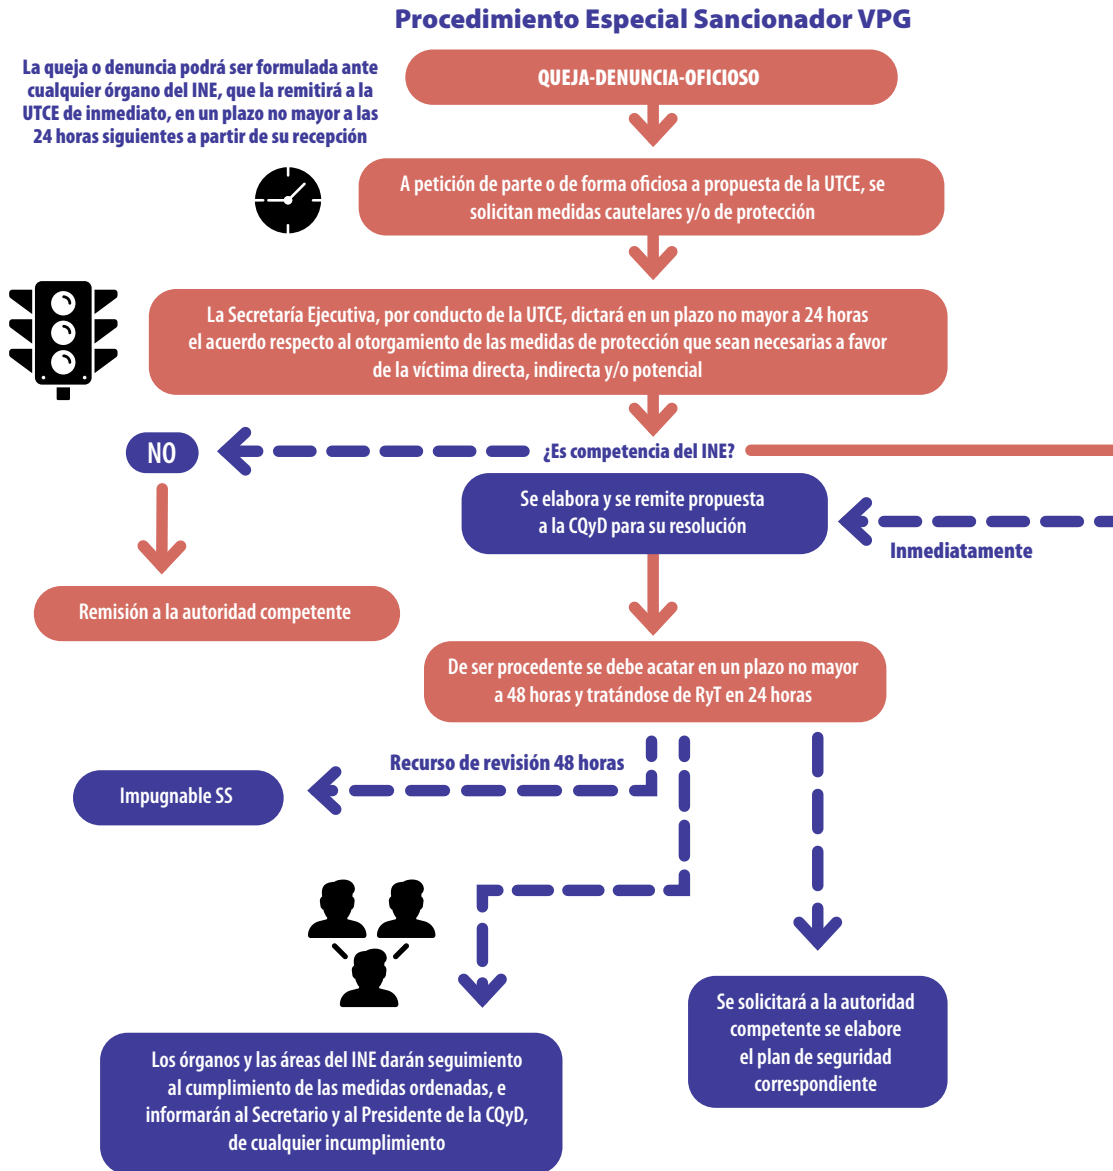 Procedimiento Especial Sancionador VPG
La queja o denuncia podrá ser formulada ante
cualquier órgano del INE, que la remitirá a la
UTCE de inmediato, en un plazo no mayor a las
24 horas siguientes a partir de su recepción
QUEJA-DENUNCIA-OFICIOSO
A petición de parte o de forma oficiosa a propuesta de la UTCE, se
solicitan medidas cautelares y/o de protección
La Secretaría Ejecutiva, por conducto de la UTCE, dictará en un plazo no mayor a 24 horas
el acuerdo respecto al otorgamiento de las medidas de protección que sean necesarias a favor
de la víctima directa, indirecta y/o potencial
NO
¿Es competencia del INE?
Se elabora y se remite propuesta
a la CQyD para su resolución
Inmediatamente
Remisión a la autoridad competente
De ser procedente se debe acatar en un plazo no mayor
a 48 horas y tratándose de RyT en 24 horas
Recurso de revisión 48 horas
Impugnable SS
Los órganos y las áreas del INE darán seguimiento
al cumplimiento de las medidas ordenadas, e
informarán al Secretario y al Presidente de la CQyD,
de cualquier incumplimiento
Se solicitará a la autoridad
competente se elabore
el plan de seguridad
correspondiente